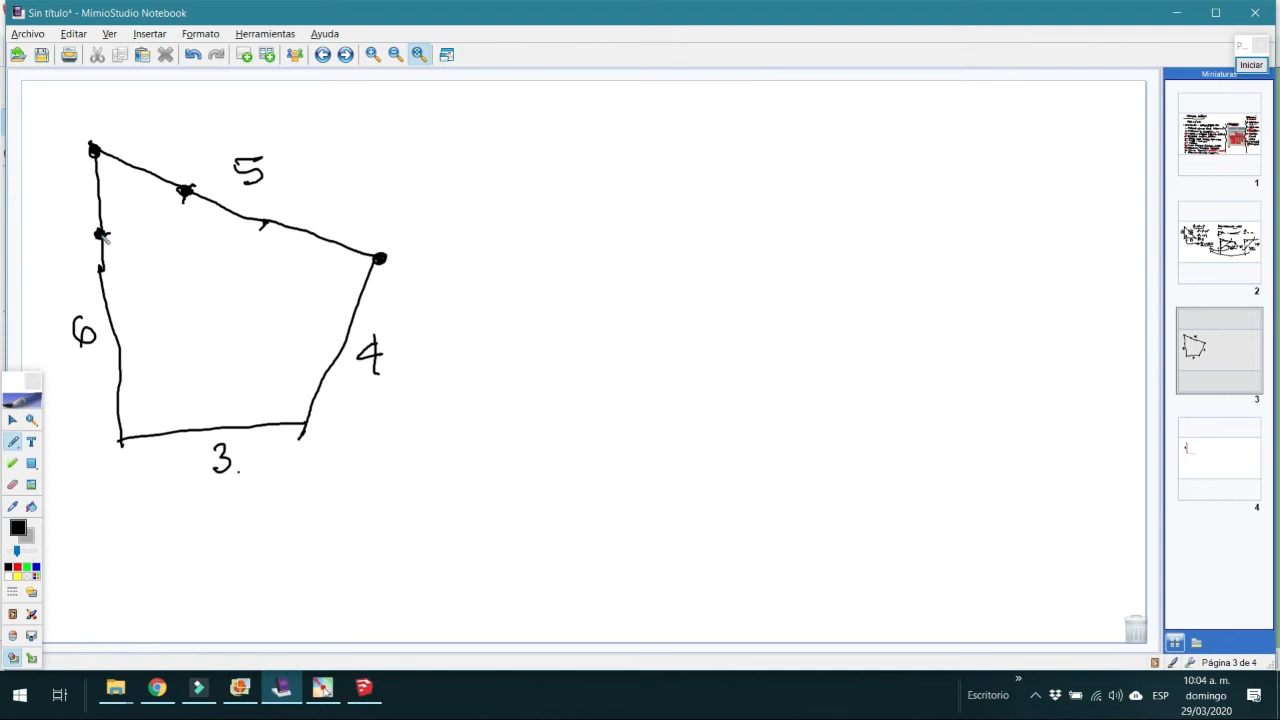 Sin título* - MimioStudio Notebook
Archivo Editar Ver Insertar Formato Herramientas Ayuda
P...
Iniciar
Miniaturas
5
6
4
3.
1
2
3
4
Página 3 de 4
Escritorio
ESP
10:04 a. m.
domingo
29/03/2020